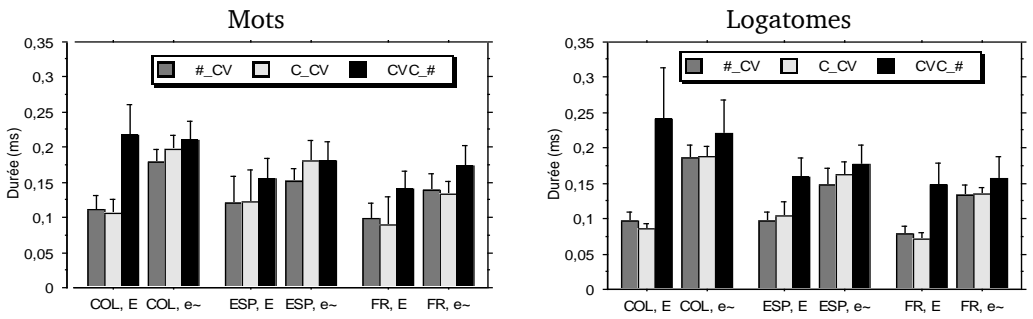 Mots
0,35
0,3
0,25
0,2
0,15
0,1
0,05
0
Durée (ms)
#_CV C_CV CVC_#
COL, E COL, e~ ESP, E ESP, e~ FR, E FR, e~
Logatomes
0,35
0,3
0,25
0,2
0,15
0,1
0,05
0
Durée (ms)
#_CV C_CV CVC_#
COL, E COL, e~ ESP, E ESP, e~ FR, E FR, e~